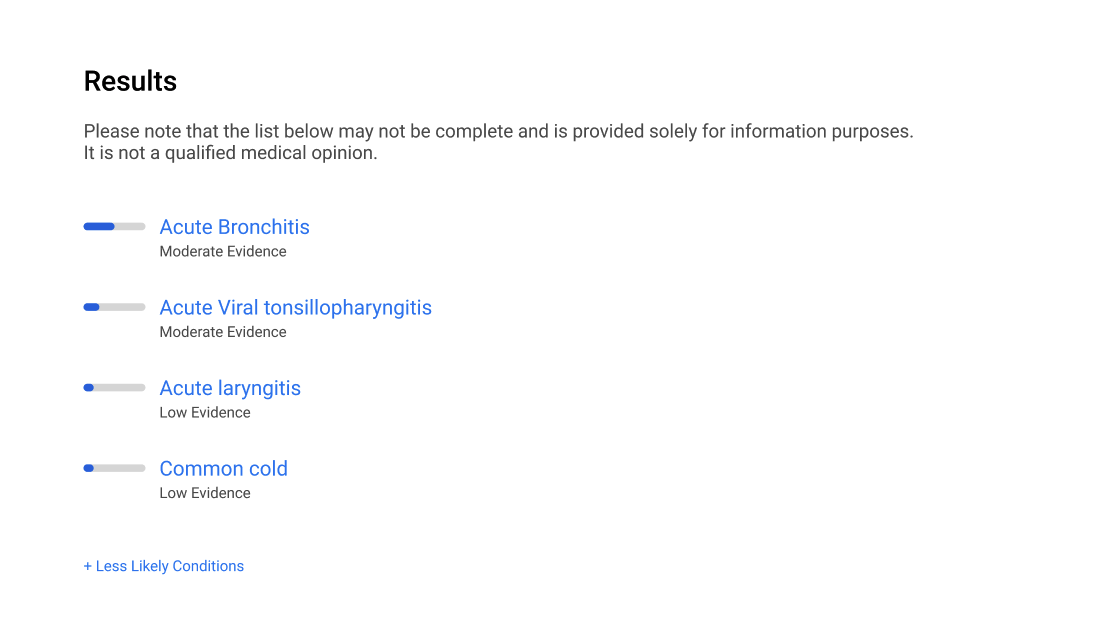 Results
Please note that the list below may not be complete and is provided solely for information purposes.
It is not a qualified medical opinion.
Acute Bronchitis
Moderate Evidence
Acute Viral tonsillopharyngitis
Moderate Evidence
Acute laryngitis
Low Evidence
Common cold
Low Evidence
+ Less Likely Conditions